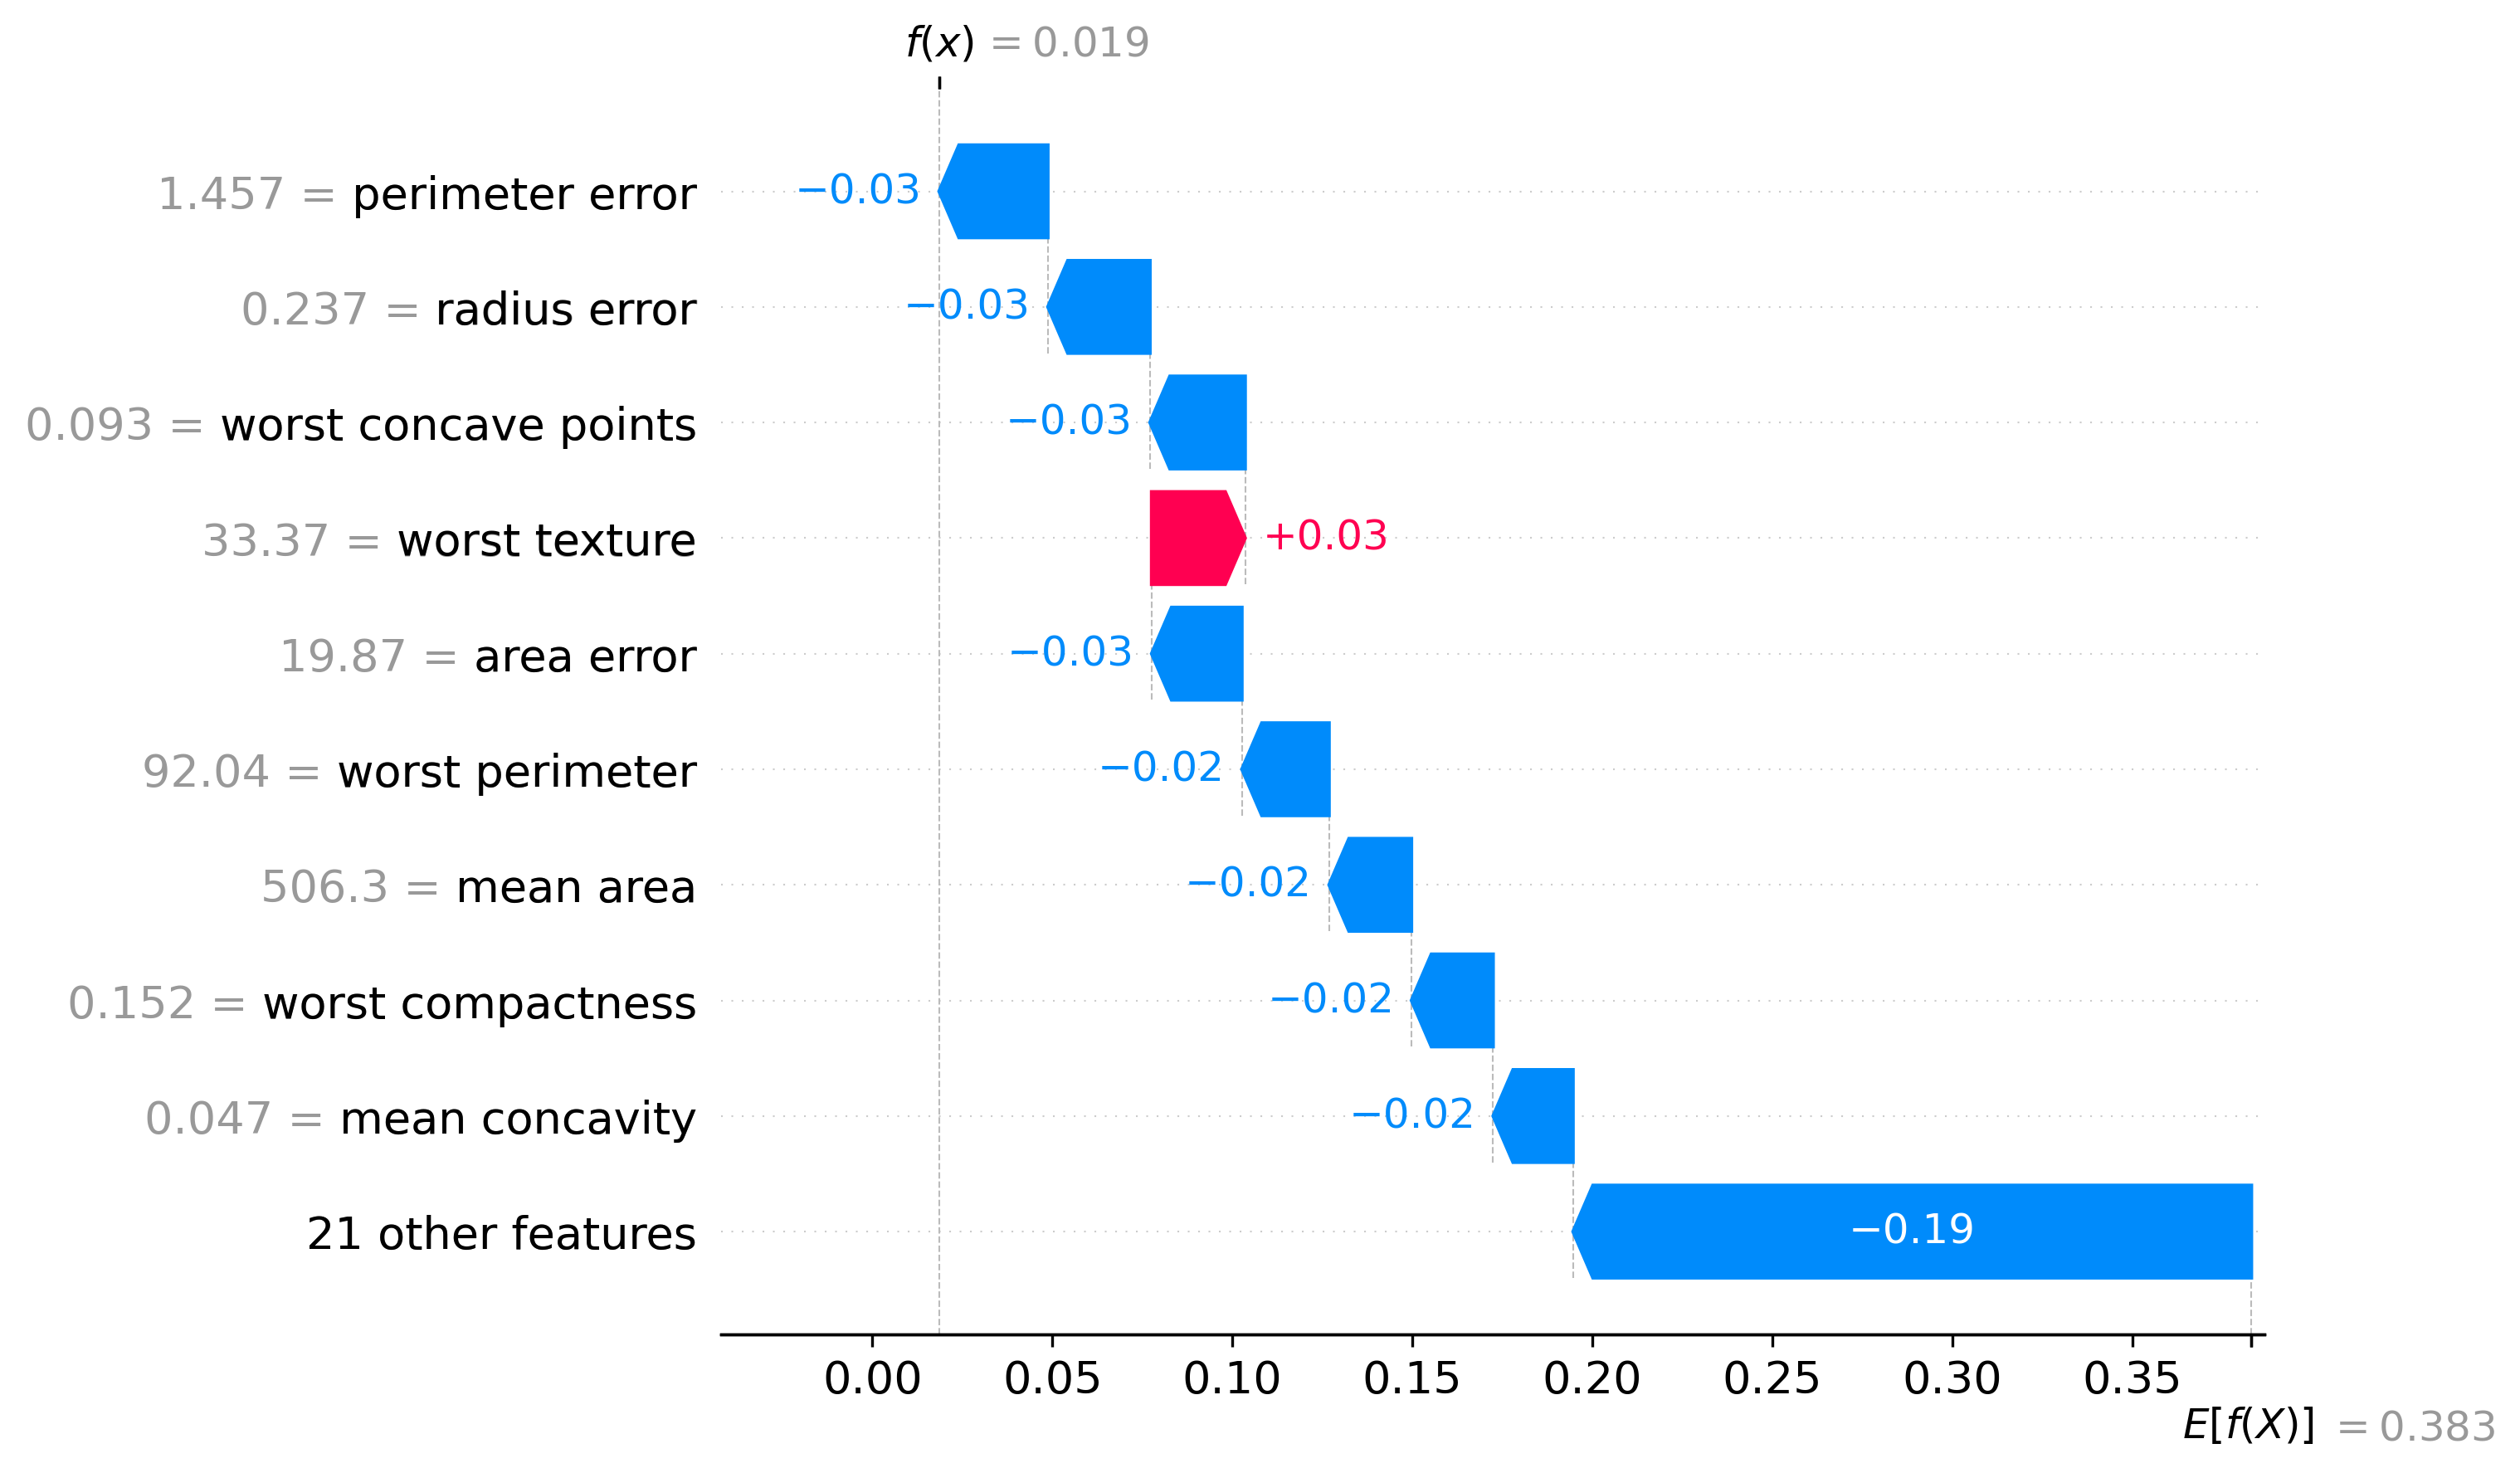 f(x) = 0.019
1.457 = perimeter error −0.03
0.237 = radius error −0.03
0.093 = worst concave points −0.03
33.37 = worst texture +0.03
19.87 = area error −0.03
92.04 = worst perimeter −0.02
506.3 = mean area −0.02
0.152 = worst compactness −0.02
0.047 = mean concavity −0.02
21 other features −0.19
0.00 0.05 0.10 0.15 0.20 0.25 0.30 0.35
E[f(X)] = 0.383